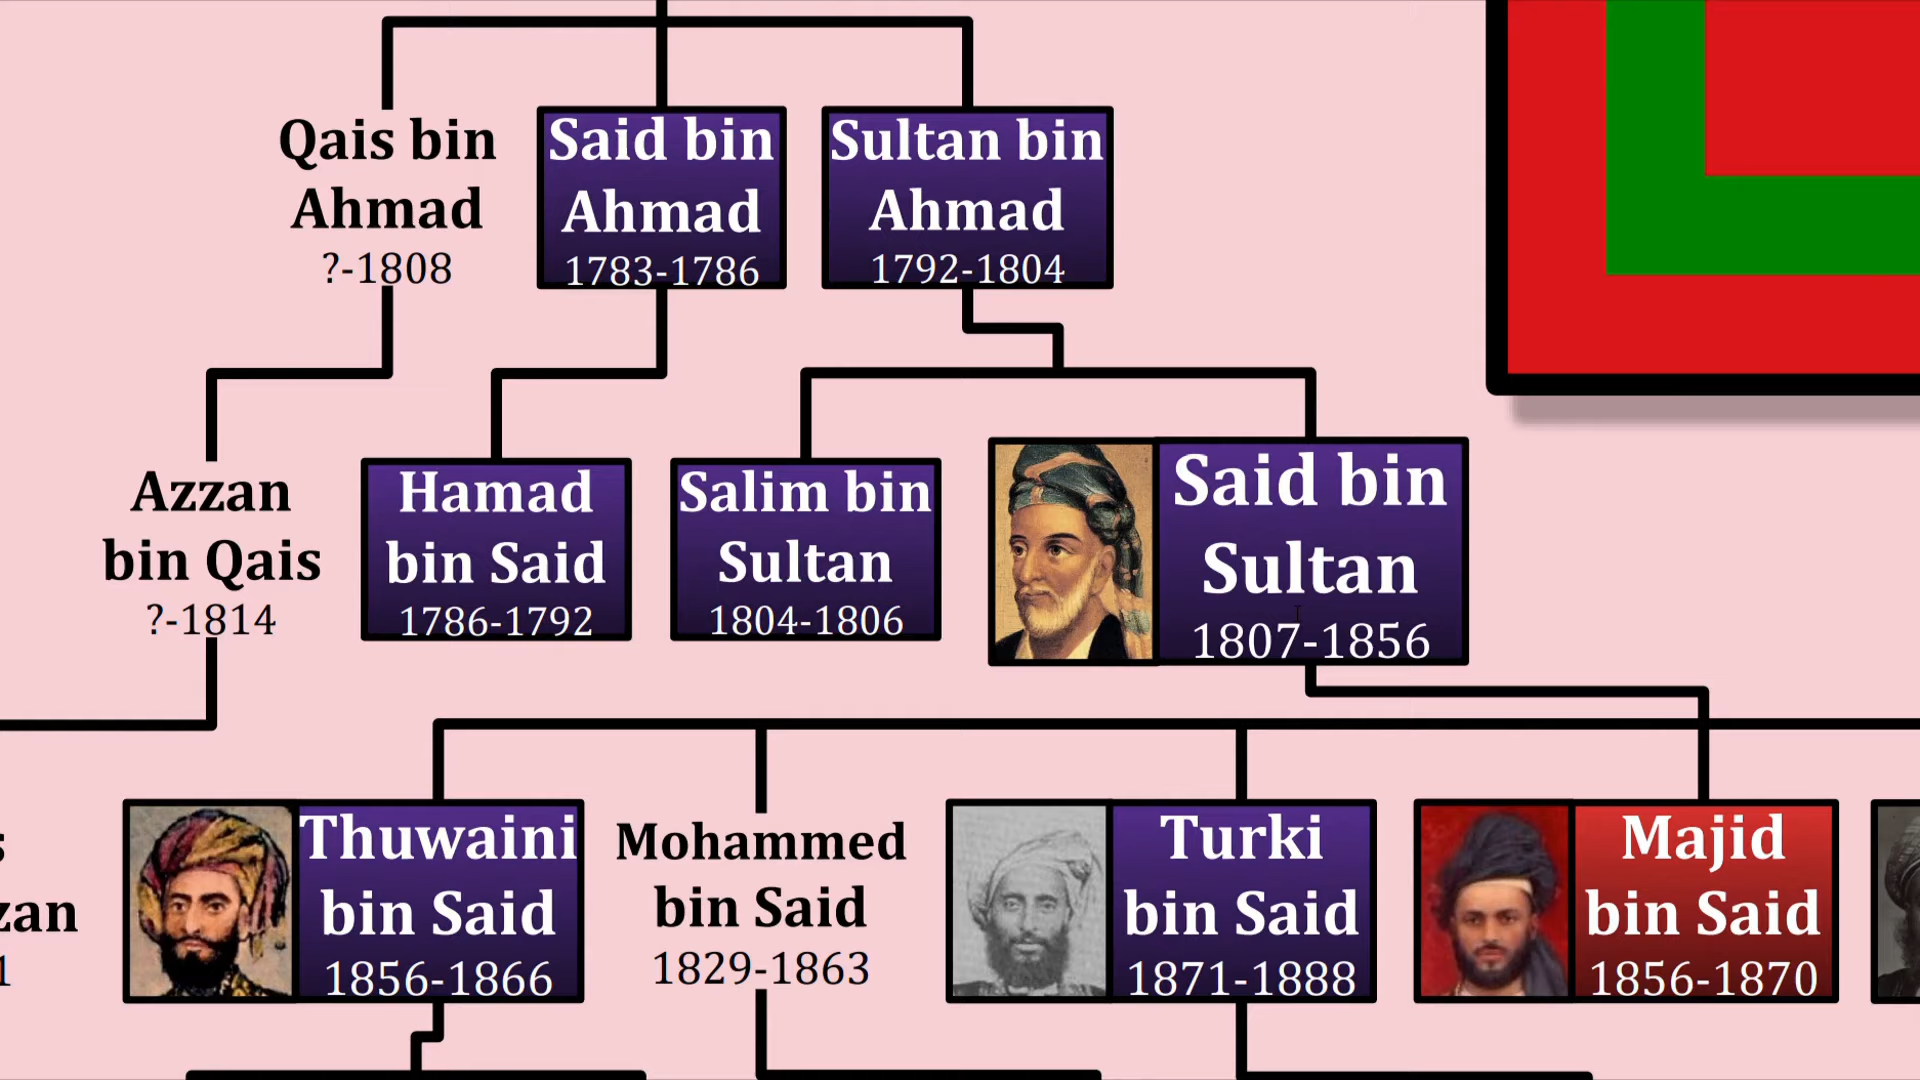 Qais bin
Ahmad
?-1808
Said bin
Ahmad
1783-1786
Sultan bin
Ahmad
1792-1804
Azzan
bin Qais
?-1814
Hamad
bin Said
1786-1792
Salim bin
Sultan
1804-1806
Said bin
Sultan
1807-1856
Thuwaini
bin Said
1856-1866
Mohammed
bin Said
1829-1863
Turki
bin Said
1871-1888
Majid
bin Said
1856-1870